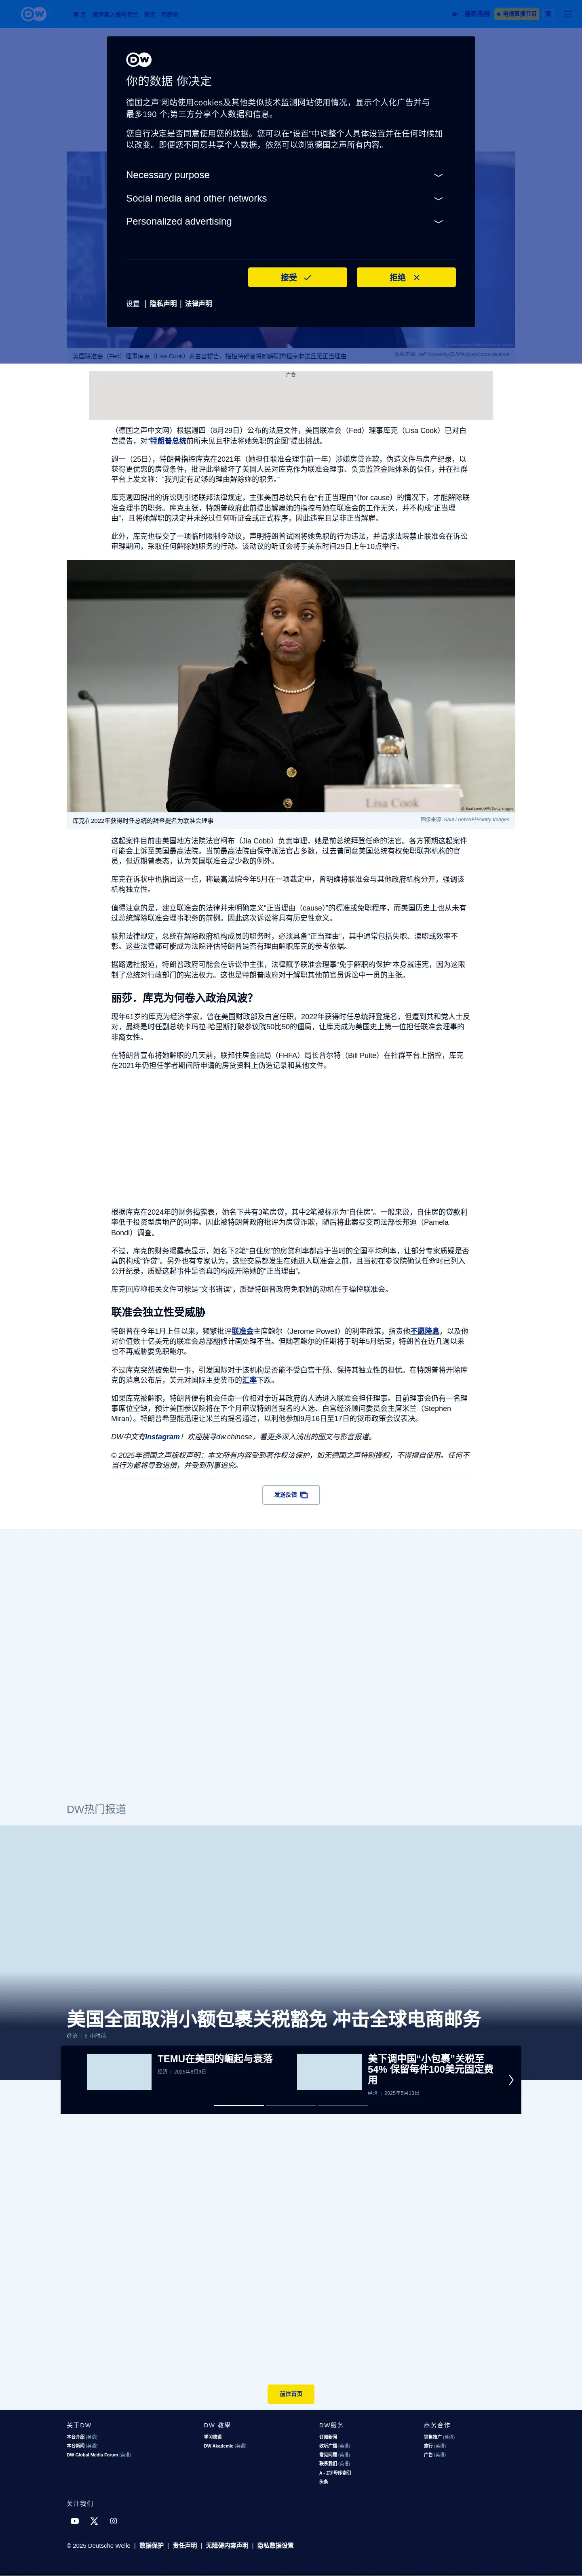 最新视频
电视直播节目
DW
你的数据 你决定
德国之声'网站使用cookies及其他类似技术监测网站使用情况，显示个人化广告并与
最多190 个;第三方分享个人数据和信息。
您自行决定是否同意使用您的数据。您可以在“设置”中调整个人具体设置并在任何时候加
以改变。即使您不同意共享个人数据，依然可以浏览德国之声所有内容。
Necessary purpose
Social media and other networks
Personalized advertising
接受
拒绝
设置 | 隐私声明 | 法律声明
美国联准会（Fed）理事库克（Lisa Cook）对白宫提告，指控特朗普将她解职的程序非法且无正当理由
广告
（德国之声中文网）根据週四（8月29日）公布的法庭文件，美国联准会（Fed）理事库克（Lisa Cook）已对白
宫提告，对“特朗普总统前所未见且非法将她免职的企图”提出挑战。
週一（25日），特朗普指控库克在2021年（她担任联准会理事前一年）涉嫌房贷诈欺，伪造文件与房产纪录，以
获得更优惠的房贷条件，批评此举破坏了美国人民对库克作为联准会理事、负责监管金融体系的信任，并在社群
平台上发文称：“我判定有足够的理由解除妳的职务。”
库克週四提出的诉讼则引述联邦法律规定，主张美国总统只有在“有正当理由”（for cause）的情况下，才能解除联
准会理事的职务。库克主张，特朗普政府此前提出解雇她的指控与她在联准会的工作无关，并不构成“正当理
由”，且将她解职的决定并未经过任何听证会或正式程序，因此违宪且是非正当解雇。
此外，库克也提交了一项临时限制令动议，声明特朗普试图将她免职的行为违法，并请求法院禁止联准会在诉讼
审理期间，采取任何解除她职务的行动。该动议的听证会将于美东时间29日上午10点举行。
Lisa Cook
© Saul Loeb/AFP/Getty Images
库克在2022年获得时任总统的拜登提名为联准会理事
图像来源: Saul Loeb/AFP/Getty Images
这起案件目前由美国地方法院法官柯布（Jia Cobb）负责审理，她是前总统拜登任命的法官。各方预期这起案件
可能会上诉至美国最高法院。当前最高法院由保守派法官占多数，过去曾同意美国总统有权免职联邦机构的官
员，但近期曾表态，认为美国联准会是少数的例外。
库克在诉状中也指出这一点，称最高法院今年5月在一项裁定中，曾明确将联准会与其他政府机构分开，强调该
机构独立性。
值得注意的是，建立联准会的法律并未明确定义“正当理由（cause）”的標准或免职程序，而美国历史上也从未有
过总统解除联准会理事职务的前例。因此这次诉讼将具有历史性意义。
联邦法律规定，总统在解除政府机构成员的职务时，必须具备“正当理由”，其中通常包括失职、渎职或效率不
彰。这些法律都可能成为法院评估特朗普是否有理由解职库克的参考依据。
据路透社报道，特朗普政府可能会在诉讼中主张，法律赋予联准会理事“免于解职的保护”本身就违宪，因为这限
制了总统对行政部门的宪法权力。这也是特朗普政府对于解职其他前官员诉讼中一贯的主张。
丽莎．库克为何卷入政治风波？
现年61岁的库克为经济学家，曾在美国财政部及白宫任职，2022年获得时任总统拜登提名，但遭到共和党人士反
对，最终是时任副总统卡玛拉·哈里斯打破参议院50比50的僵局，让库克成为美国史上第一位担任联准会理事的
非裔女性。
在特朗普宣布将她解职的几天前，联邦住房金融局（FHFA）局长普尔特（Bill Pulte）在社群平台上指控，库克
在2021年仍担任学者期间所申请的房贷资料上伪造记录和其他文件。
根据库克在2024年的财务揭露表，她名下共有3笔房贷，其中2笔被标示为“自住房”。一般来说，自住房的贷款利
率低于投资型房地产的利率。因此被特朗普政府批评为房贷诈欺，随后将此案提交司法部长邦迪（Pamela
Bondi）调查。
不过，库克的财务揭露表显示，她名下2笔“自住房”的房贷利率都高于当时的全国平均利率，让部分专家质疑是否
真的构成“诈贷”。另外也有专家认为，这些交易都发生在她进入联准会之前，且当初在参议院确认任命时已列入
公开纪录，质疑这起事件是否真的构成开除她的“正当理由”。
库克回应称相关文件可能是“文书错误”，质疑特朗普政府免职她的动机在于操控联准会。
联准会独立性受威胁
特朗普在今年1月上任以来，频繁批评联准会主席鲍尔（Jerome Powell）的利率政策，指责他不愿降息，以及他
对价值数十亿美元的联准会总部翻修计画处理不当。但随著鲍尔的任期将于明年5月结束，特朗普在近几週以来
也不再威胁要免职鲍尔。
不过库克突然被免职一事，引发国际对于该机构是否能不受白宫干预、保持其独立性的担忧。在特朗普将开除库
克的消息公布后，美元对国际主要货币的汇率下跌。
如果库克被解职，特朗普便有机会任命一位相对亲近其政府的人选进入联准会担任理事。目前理事会仍有一名理
事席位空缺，预计美国参议院将在下个月审议特朗普提名的人选、白宫经济顾问委员会主席米兰（Stephen
Miran）。特朗普希望能迅速让米兰的提名通过，以利他参加9月16日至17日的货币政策会议表决。
DW中文有Instagram！欢迎搜寻dw.chinese，看更多深入浅出的图文与影音报道。
© 2025年德国之声版权声明：本文所有内容受到著作权法保护，如无德国之声特别授权，不得擅自使用。任何不
当行为都将导致追偿，并受到刑事追究。
发送反馈
DW热门报道
美国全面取消小额包裹关税豁免 冲击全球电商邮务
经济 | 5 小时前
TEMU在美国的崛起与衰落
经济 | 2025年8月9日
美下调中国“小包裹”关税至
54% 保留每件100美元固定费
用
经济 | 2025年5月13日
前往首页
关于DW
本台介绍 (英语)
本台新闻 (英语)
DW Global Media Forum (英语)
DW 教學
学习德语
DW Akademie (英语)
DW服务
订阅新闻
收听广播 (英语)
常见问题 (英语)
联系我们 (英语)
A - Z字母序索引
头条
商务合作
销售推广 (英语)
旅行 (英语)
广告 (英语)
关注我们
© 2025 Deutsche Welle | 数据保护 | 责任声明 | 无障碍内容声明 | 隐私数据设置